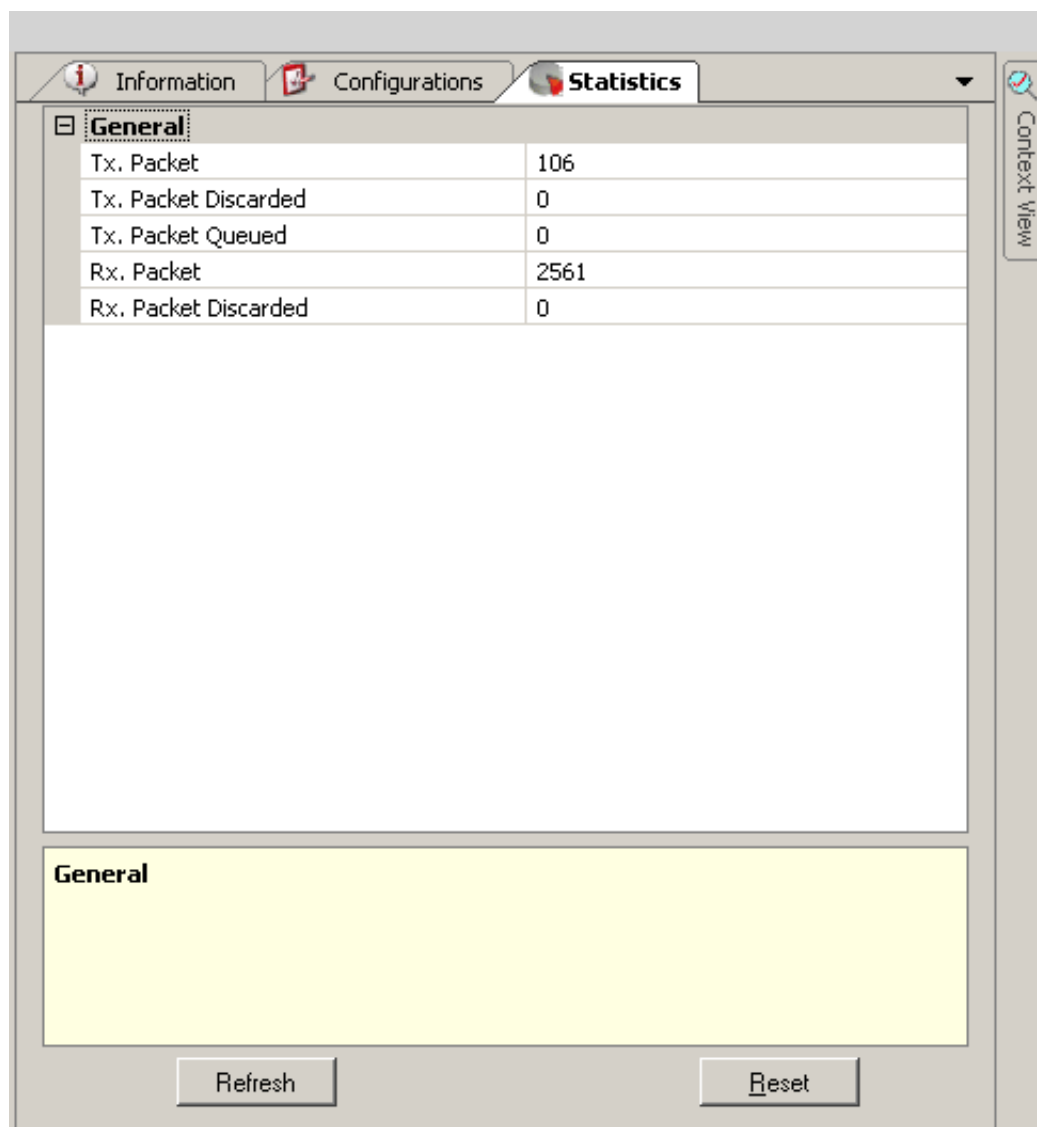 Information Configurations Statistics
Context View
General
Tx. Packet 106
Tx. Packet Discarded 0
Tx. Packet Queued 0
Rx. Packet 2561
Rx. Packet Discarded 0
General
Refresh Reset